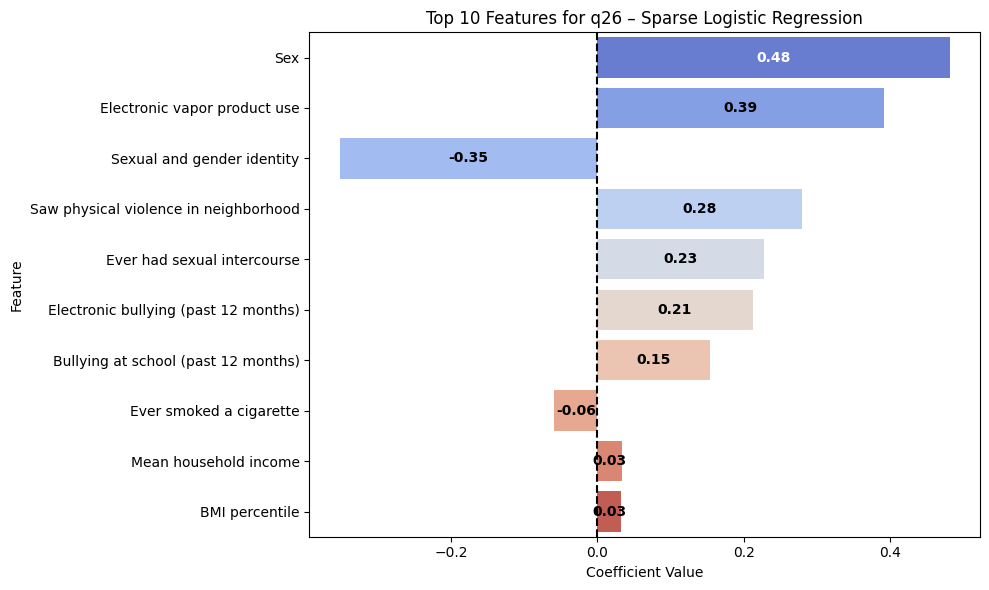 Top 10 Features for q26 – Sparse Logistic Regression
Feature
Sex
0.48
Electronic vapor product use
0.39
Sexual and gender identity
-0.35
Saw physical violence in neighborhood
0.28
Ever had sexual intercourse
0.23
Electronic bullying (past 12 months)
0.21
Bullying at school (past 12 months)
0.15
Ever smoked a cigarette
-0.06
Mean household income
0.03
BMI percentile
0.03
−0.2 0.0 0.2 0.4
Coefficient Value